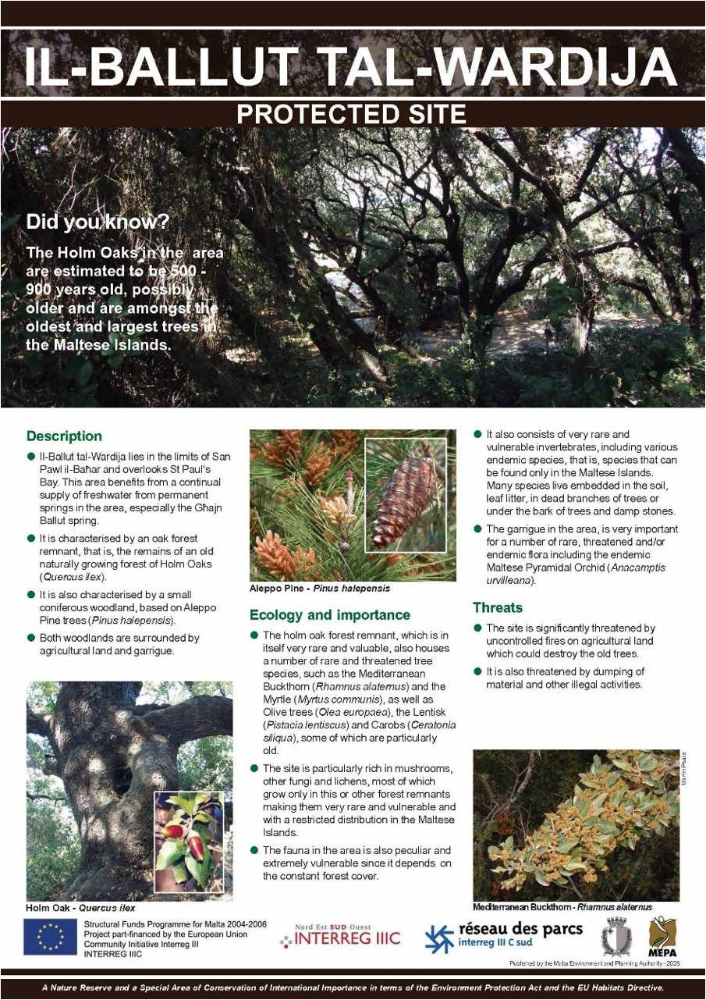 IL-BALLUT TAL-WARDIJA
PROTECTED SITE
Did you know?
The Holm Oaks in the area
are estimated to be 500 -
900 years old, possibly
older and are amongst the
oldest and largest trees in
the Maltese Islands.
Description
● Il-Ballut tal-Wardija lies in the limits of San
Pawl il-Baħar and overlooks St Paul's
Bay. This area benefits from a continual
supply of freshwater from permanent
springs in the area, especially the Għajn
Ballut spring.
● It is characterised by an oak forest
remnant, that is, the remains of an old
naturally growing forest of Holm Oaks
(Quercus ilex).
● It is also characterised by a small
coniferous woodland, based on Aleppo
Pine trees (Pinus halepensis).
● Both woodlands are surrounded by
agricultural land and garrigue.
Holm Oak - Quercus ilex
Aleppo Pine - Pinus halepensis
Ecology and importance
● The holm oak forest remnant, which is in
itself very rare and valuable, also houses
a number of rare and threatened tree
species, such as the Mediterranean
Buckthorn (Rhamnus alaternus) and the
Myrtle (Myrtus communis), as well as
Olive trees (Olea europaea), the Lentisk
(Pistacia lentiscus) and Carobs (Ceratonia
siliqua), some of which are particularly
old.
● The site is particularly rich in mushrooms,
other fungi and lichens, most of which
grow only in this or other forest remnants
making them very rare and vulnerable and
with a restricted distribution in the Maltese
Islands.
● The fauna in the area is also peculiar and
extremely vulnerable since it depends on
the constant forest cover.
● It also consists of very rare and
vulnerable invertebrates, including various
endemic species, that is, species that can
be found only in the Maltese Islands.
Many species live embedded in the soil,
leaf litter, in dead branches of trees or
under the bark of trees and damp stones.
● The garrigue in the area, is very important
for a number of rare, threatened and/or
endemic flora including the endemic
Maltese Pyramidal Orchid (Anacamptis
urvilleana).
Threats
● The site is significantly threatened by
uncontrolled fires on agricultural land
which could destroy the old trees.
● It is also threatened by dumping of
material and other illegal activities.
Mediterranean Buckthorn - Rhamnus alaternus
Structural Funds Programme for Malta 2004-2006
Project part-financed by the European Union
Community Initiative Interreg III
INTERREG IIIC
Nord Est SUD Ouest
INTERREG IIIC
réseau des parcs
interreg III C sud
MEPA
Published by the Malta Environment and Planning Authority -
A Nature Reserve and a Special Area of Conservation of International Importance in terms of the Environment Protection Act and the EU Habitats Directive.